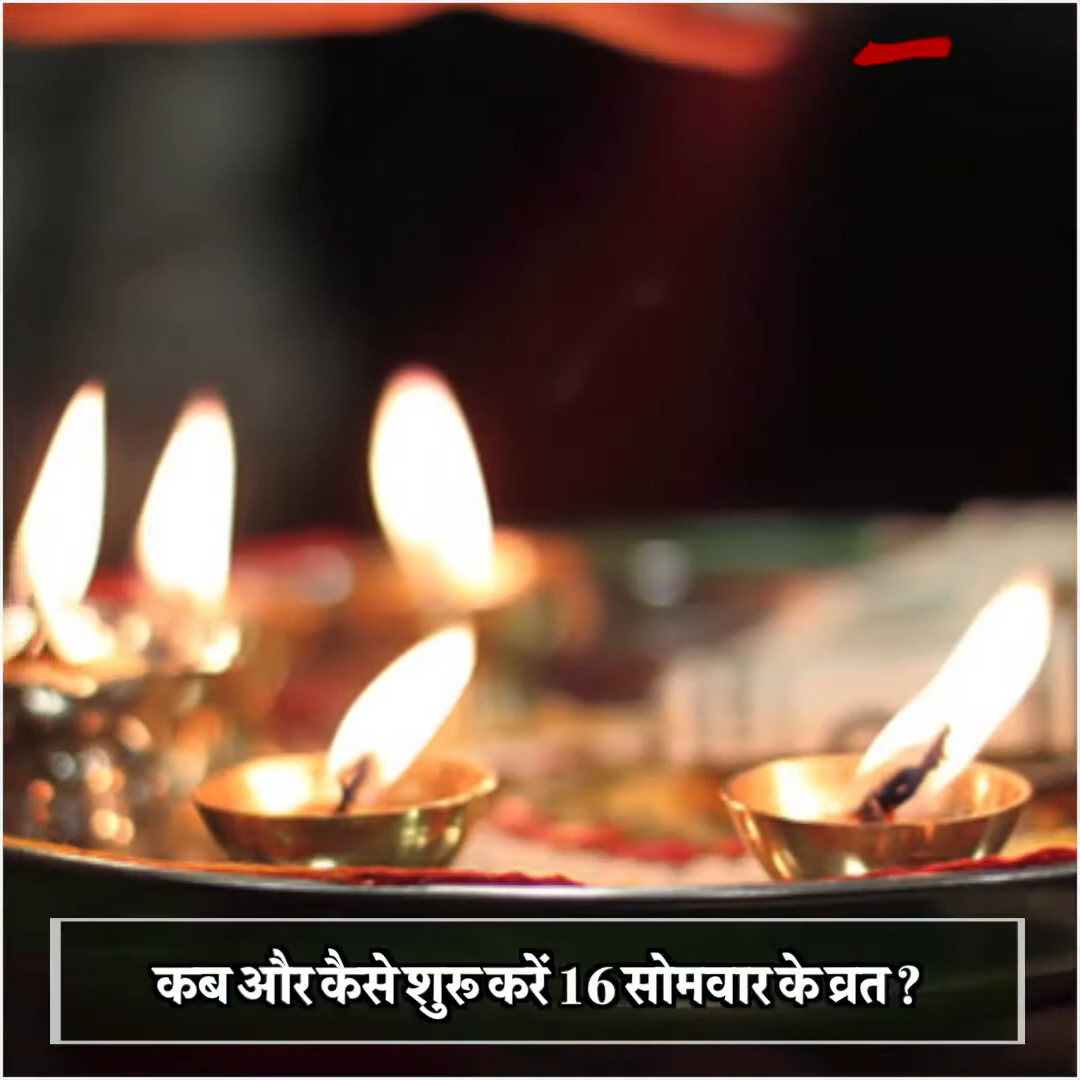 कब और कैसे शुरू करें 16 सोमवार के व्रत ?